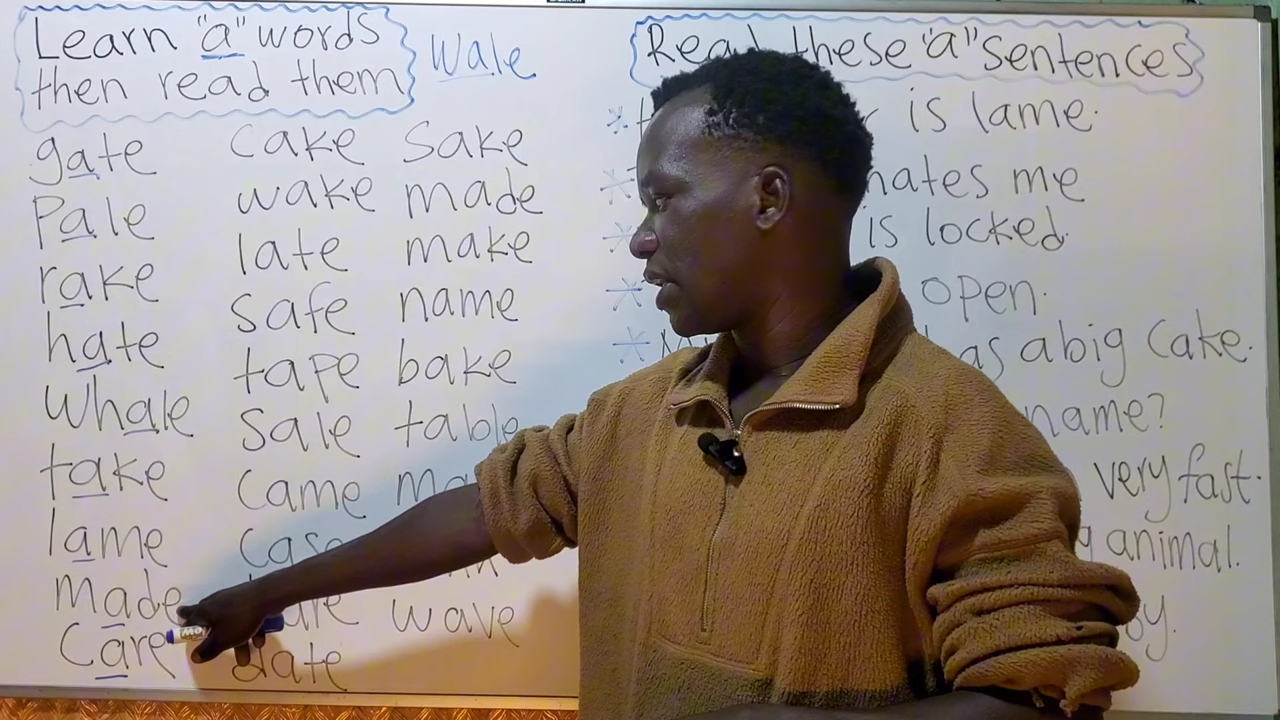 Learn "a" words
then read them
Wale
gate
Pale
rake
hate
Whale
take
lame
made
Care
cake
wake
late
safe
tape
sale
Came
case
date
Sake
made
make
name
bake
table
wave
Read these "a" Sentences
is lame.
hates me
is locked.
open.
as a big Cake.
name?
very fast.
animal.